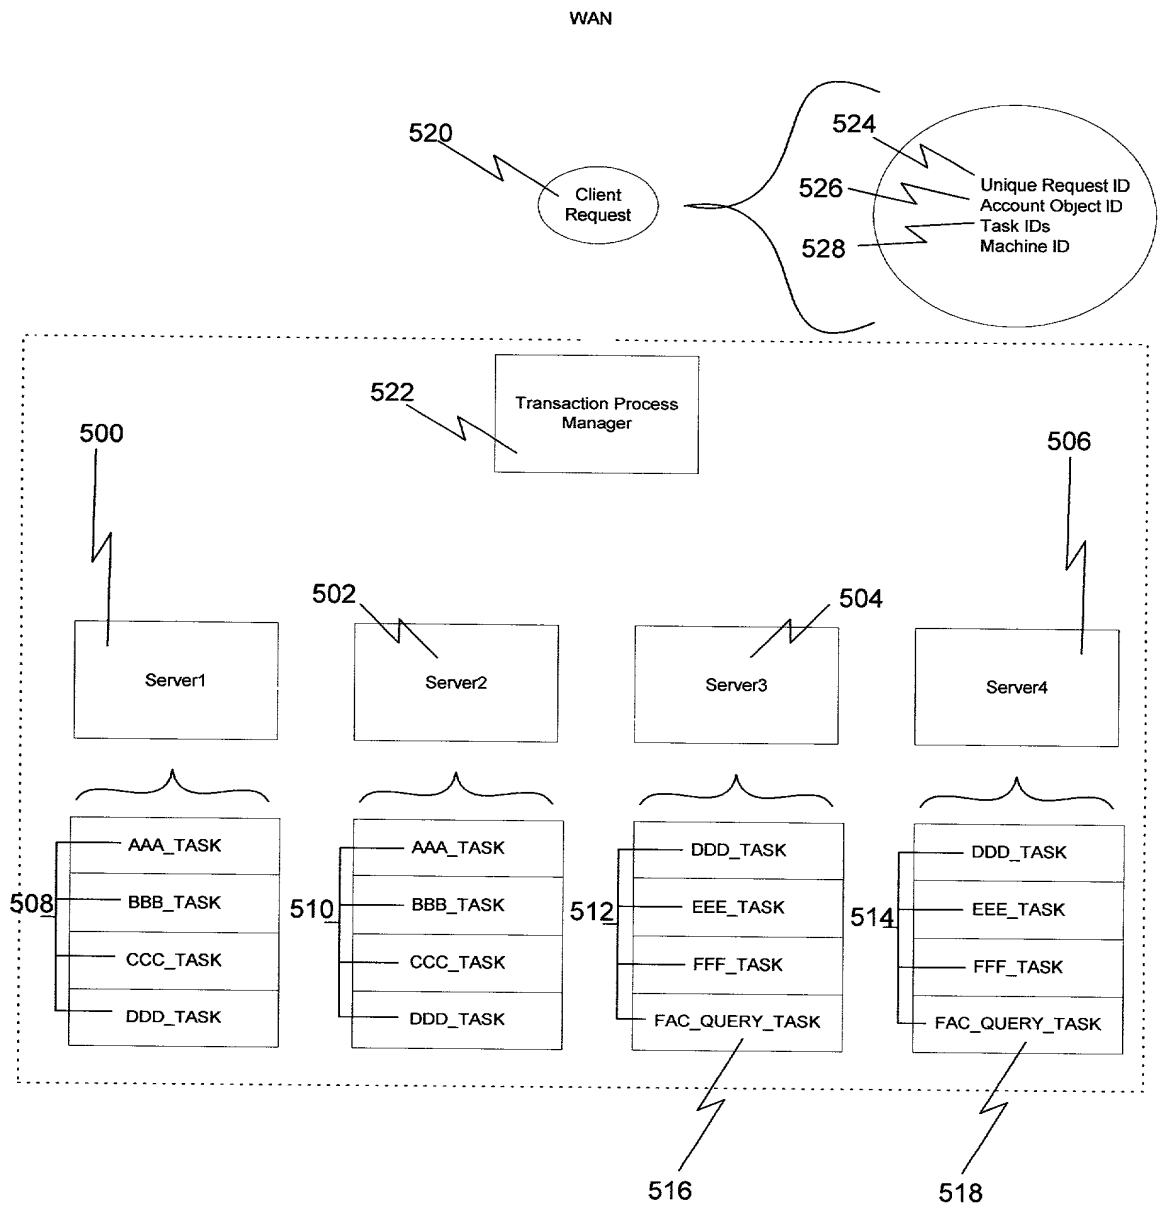 WAN
520
Client
Request
524
526
528
Unique Request ID
Account Object ID
Task IDs
Machine ID
522
Transaction Process
Manager
500
506
502
504
Server1
Server2
Server3
Server4
508
AAA_TASK
BBB_TASK
CCC_TASK
DDD_TASK
510
AAA_TASK
BBB_TASK
CCC_TASK
DDD_TASK
512
DDD_TASK
EEE_TASK
FFF_TASK
FAC_QUERY_TASK
514
DDD_TASK
EEE_TASK
FFF_TASK
FAC_QUERY_TASK
516
518